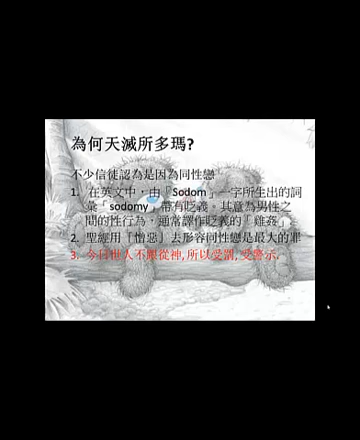 為何天滅所多瑪?
不少信徒認為是因為同性戀
1. 在英文中，由「Sodom」一字所生出的詞
彙「sodomy」帶有貶義。其意為男性之
間的性行為，通常譯作貶義的「雞姦」
2. 聖經用「憎惡」去形容同性戀是最大的罪
3. 今日世人不願從神, 所以受罰, 受警示.